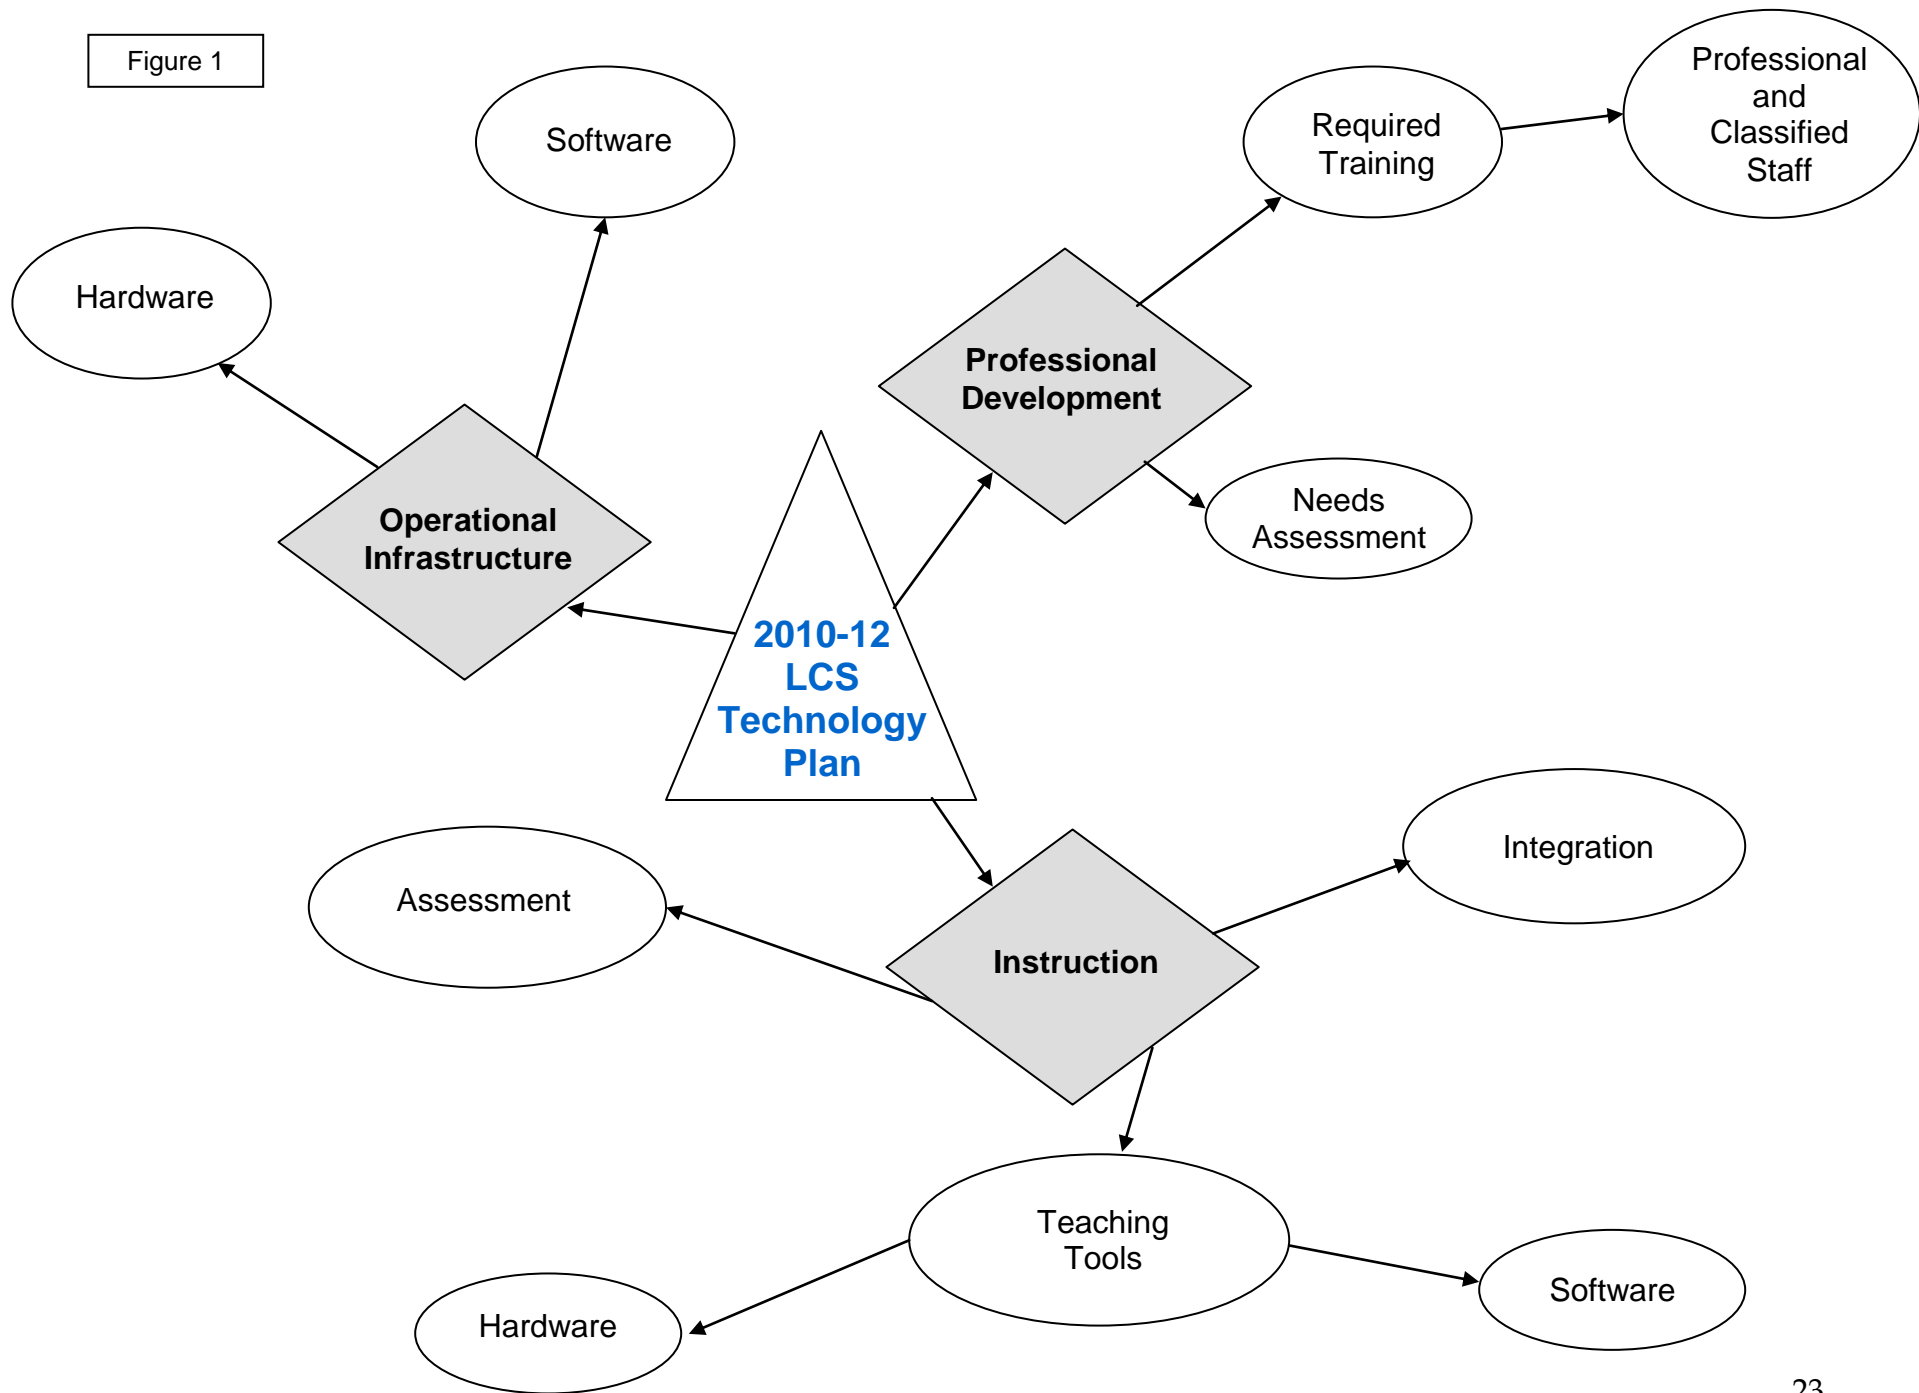 Figure 1
Software
Hardware
Operational
Infrastructure
Professional
and
Classified
Staff
Required
Training
Professional
Development
Needs
Assessment
2010-12
LCS
Technology
Plan
Assessment
Integration
Instruction
Teaching
Tools
Hardware
Software
23